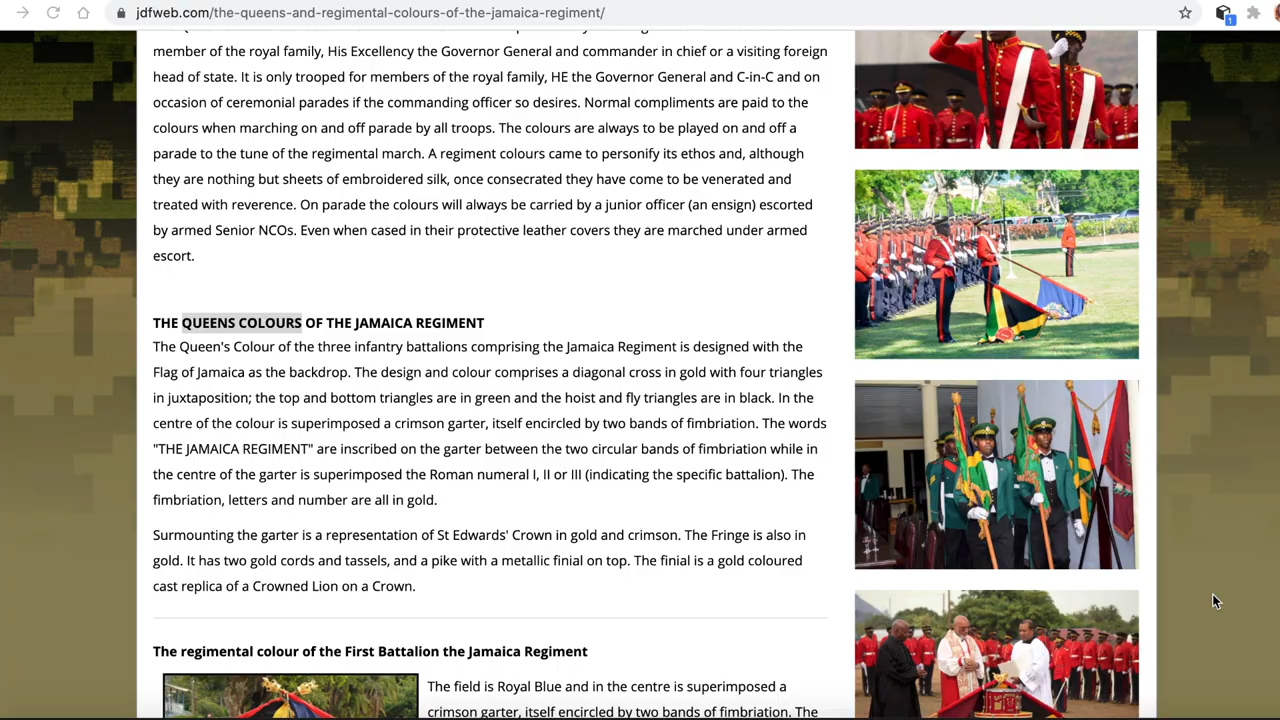 jdfweb.com/the-queens-and-regimental-colours-of-the-jamaica-regiment/
1
member of the royal family, His Excellency the Governor General and commander in chief or a visiting foreign
head of state. It is only trooped for members of the royal family, HE the Governor General and C-in-C and on
occasion of ceremonial parades if the commanding officer so desires. Normal compliments are paid to the
colours when marching on and off parade by all troops. The colours are always to be played on and off a
parade to the tune of the regimental march. A regiment colours came to personify its ethos and, although
they are nothing but sheets of embroidered silk, once consecrated they have come to be venerated and
treated with reverence. On parade the colours will always be carried by a junior officer (an ensign) escorted
by armed Senior NCOs. Even when cased in their protective leather covers they are marched under armed
escort.
THE QUEENS COLOURS OF THE JAMAICA REGIMENT
The Queen's Colour of the three infantry battalions comprising the Jamaica Regiment is designed with the
Flag of Jamaica as the backdrop. The design and colour comprises a diagonal cross in gold with four triangles
in juxtaposition; the top and bottom triangles are in green and the hoist and fly triangles are in black. In the
centre of the colour is superimposed a crimson garter, itself encircled by two bands of fimbriation. The words
"THE JAMAICA REGIMENT" are inscribed on the garter between the two circular bands of fimbriation while in
the centre of the garter is superimposed the Roman numeral I, II or III (indicating the specific battalion). The
fimbriation, letters and number are all in gold.
Surmounting the garter is a representation of St Edwards' Crown in gold and crimson. The Fringe is also in
gold. It has two gold cords and tassels, and a pike with a metallic finial on top. The finial is a gold coloured
cast replica of a Crowned Lion on a Crown.
The regimental colour of the First Battalion the Jamaica Regiment
The field is Royal Blue and in the centre is superimposed a
crimson garter, itself encircled by two bands of fimbriation. The